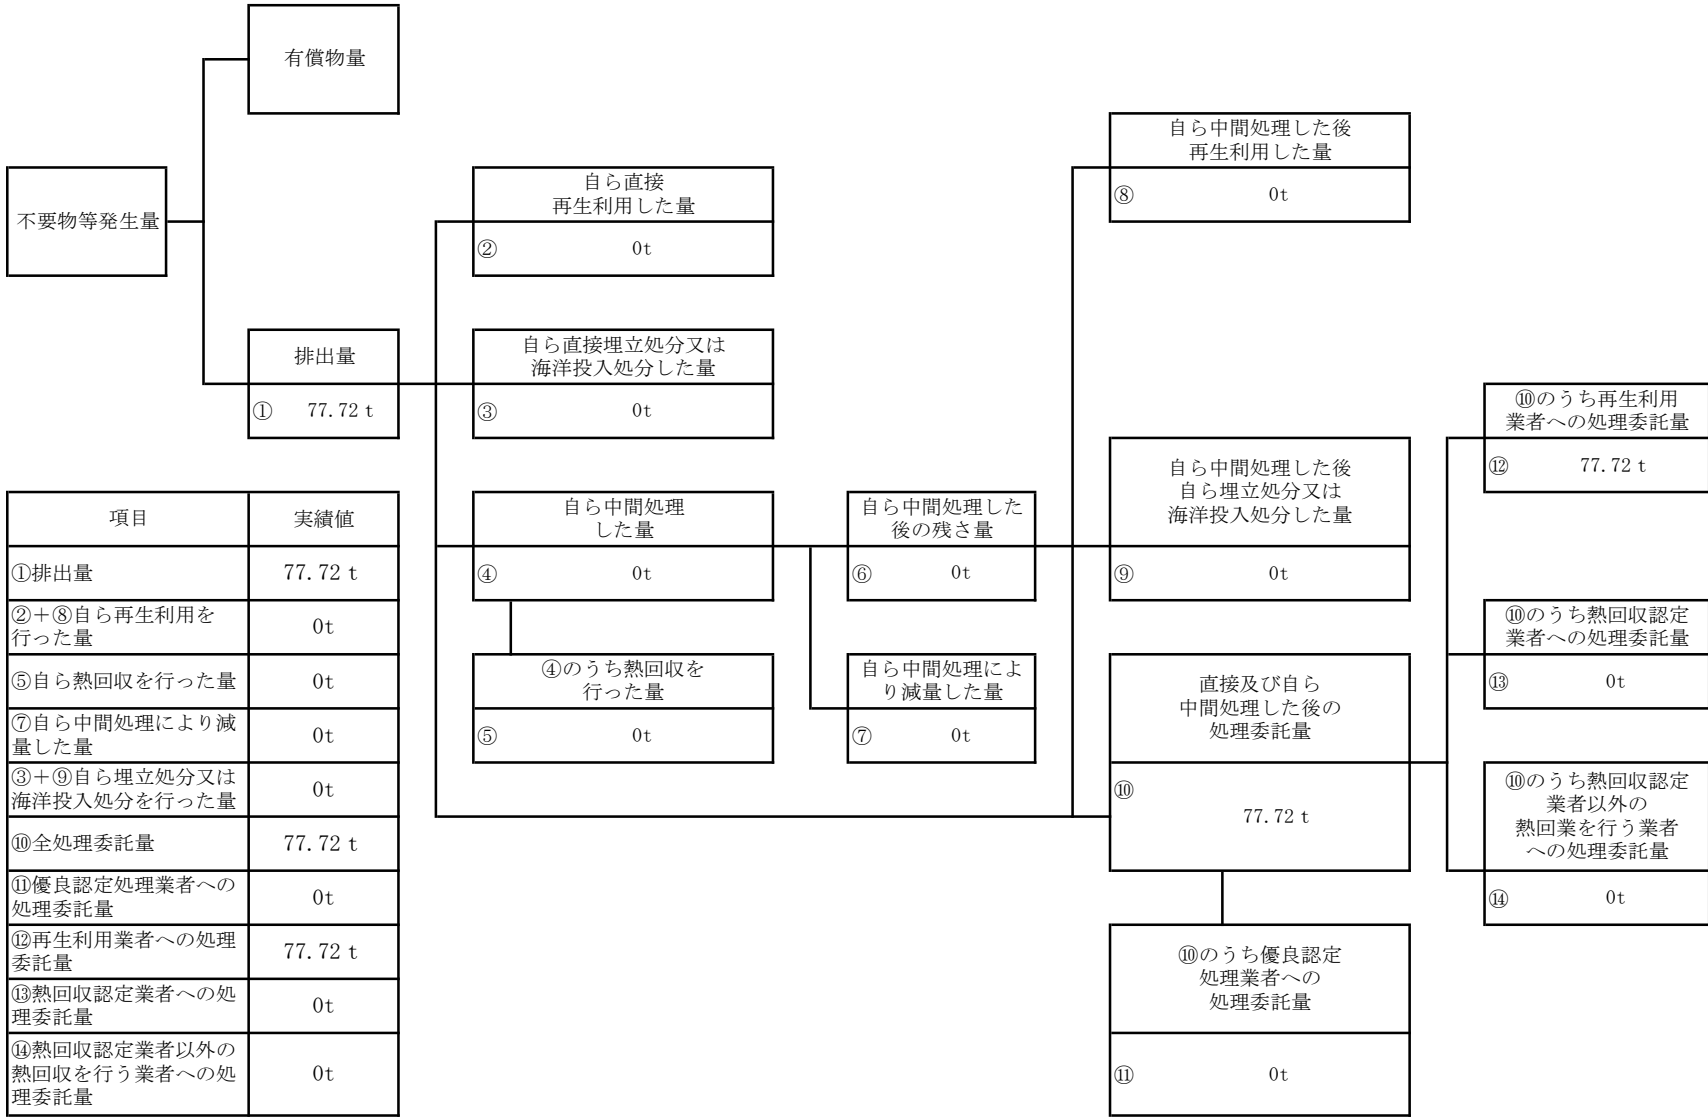 有償物量
不要物等発生量
排出量
① 77.72 t
自ら直接
再生利用した量
② 0t
自ら直接埋立処分又は
海洋投入処分した量
③ 0t
自ら中間処理
した量
④ 0t
④のうち熱回収を
行った量
⑤ 0t
自ら中間処理した
後の残さ量
⑥ 0t
自ら中間処理によ
り減量した量
⑦ 0t
自ら中間処理した後
再生利用した量
⑧ 0t
自ら中間処理した後
自ら埋立処分又は
海洋投入処分した量
⑨ 0t
直接及び自ら
中間処理した後の
処理委託量
⑩
77.72 t
⑩のうち優良認定
処理業者への
処理委託量
⑪ 0t
⑩のうち再生利用
業者への処理委託量
⑫ 77.72 t
⑩のうち熱回収認定
業者への処理委託量
⑬ 0t
⑩のうち熱回収認定
業者以外の
熱回業を行う業者
への処理委託量
⑭ 0t
項目 実績値
①排出量 77.72 t
②＋⑧自ら再生利用を
行った量 0t
⑤自ら熱回収を行った量 0t
⑦自ら中間処理により減
量した量 0t
③＋⑨自ら埋立処分又は
海洋投入処分を行った量 0t
⑩全処理委託量 77.72 t
⑪優良認定処理業者への
処理委託量 0t
⑫再生利用業者への処理
委託量 77.72 t
⑬熱回収認定業者への処
理委託量 0t
⑭熱回収認定業者以外の
熱回収を行う業者への処
理委託量 0t